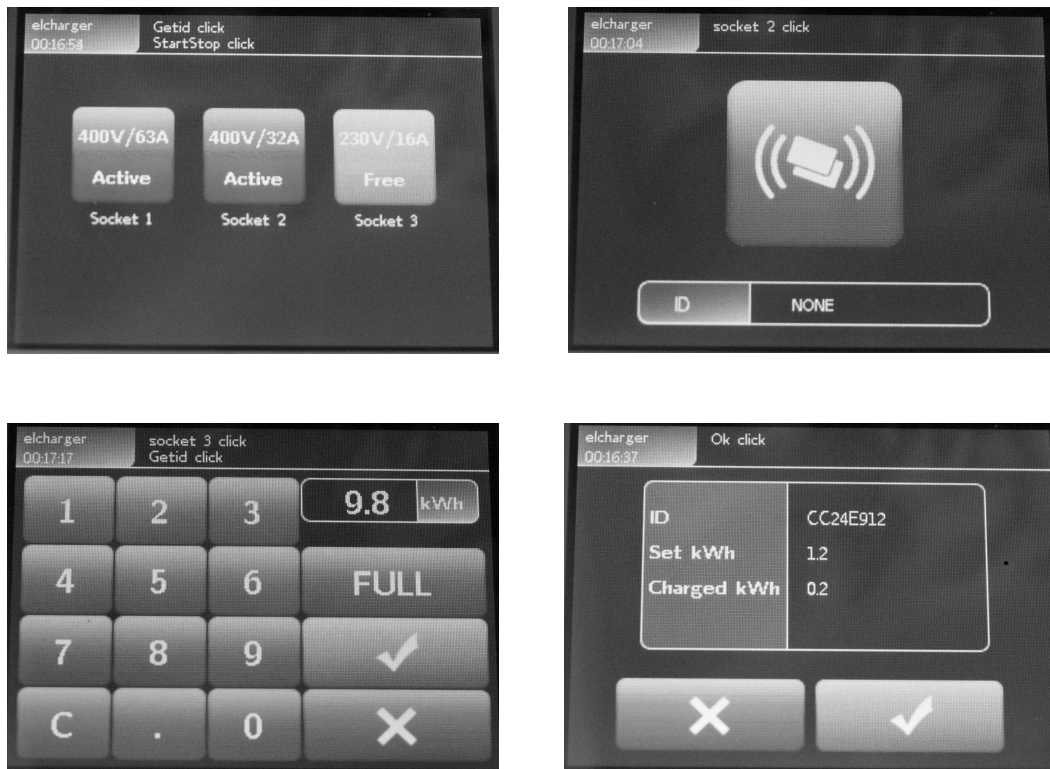 elcharger
00:16:54
Getid click
StartStop click
400V/63A
Active
Socket 1
400V/32A
Active
Socket 2
230V/16A
Free
Socket 3
elcharger
00:17:04
socket 2 click
ID
NONE
elcharger
00:17:17
socket 3 click
Getid click
1 2 3
9.8 kWh
4 5 6 FULL
7 8 9
C . 0
elcharger
00:16:37
Ok click
ID CC24E912
Set kWh 1.2
Charged kWh 0.2